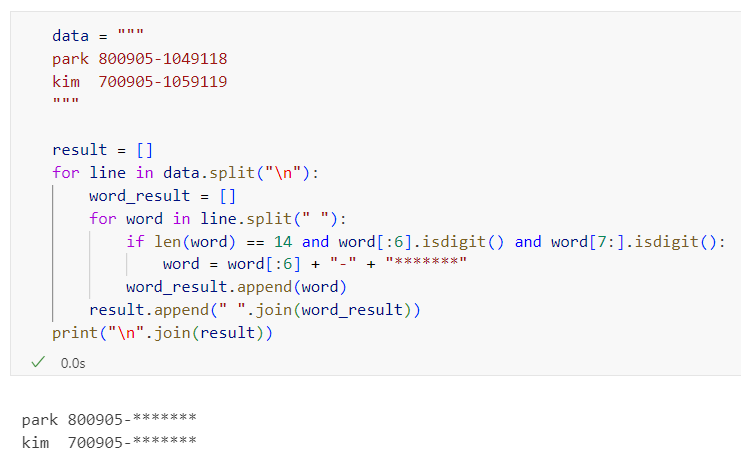 data = """
park 800905-1049118
kim  700905-1059119
"""

result = []
for line in data.split("\n"):
    word_result = []
    for word in line.split(" "):
        if len(word) == 14 and word[:6].isdigit() and word[7:].isdigit():
            word = word[:6] + "-" + "*******"
        word_result.append(word)
    result.append(" ".join(word_result))
print("\n".join(result))
✓ 0.0s
park 800905-*******
kim  700905-*******